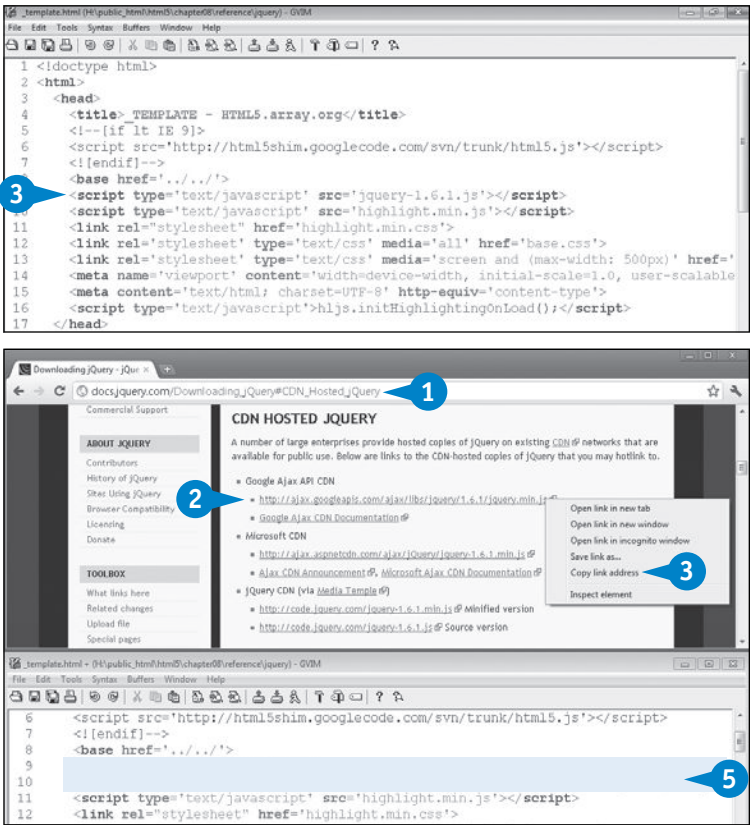 _template.html (H:\public_html\html5\chapter08\reference\jquery) - GVIM
File Edit Tools Syntax Buffers Window Help
1 <!doctype html>
2 <html>
3 <head>
4 <title>_TEMPLATE - HTML5.array.org</title>
5 <!--[if lt IE 9]>
6 <script src='http://html5shim.googlecode.com/svn/trunk/html5.js'></script>
7 <![endif]-->
<base href='../../'>
3 <script type='text/javascript' src='jquery-1.6.1.js'></script>
10 <script type='text/javascript' src='highlight.min.js'></script>
11 <link rel="stylesheet" href='highlight.min.css'>
12 <link rel='stylesheet' type='text/css' media='all' href='base.css'>
13 <link rel='stylesheet' type='text/css' media='screen and (max-width: 500px)' href='
14 <meta name='viewport' content='width=device-width, initial-scale=1.0, user-scalable
15 <meta content='text/html; charset=UTF-8' http-equiv='content-type'>
16 <script type='text/javascript'>hljs.initHighlightingOnLoad();</script>
17 </head>
Downloading jQuery - jQue ×
docs.jquery.com/Downloading_jQuery#CDN_Hosted_jQuery 1
Commercial Support
ABOUT JQUERY
Contributors
History of jQuery
Sites Using jQuery
Browser Compatibility
Licencing
Donate
TOOLBOX
What links here
Related changes
Upload file
Special pages
CDN HOSTED JQUERY
A number of large enterprises provide hosted copies of jQuery on existing CDN networks that are
available for public use. Below are links to the CDN-hosted copies of jQuery that you may hotlink to.
Google Ajax API CDN
2 http://ajax.googleapis.com/ajax/libs/jquery/1.6.1/jquery.min.js
Google Ajax CDN Documentation
Microsoft CDN
http://ajax.aspnetcdn.com/ajax/jQuery/jquery-1.6.1.min.js
Ajax CDN Announcement, Microsoft Ajax CDN Documentation
jQuery CDN (via Media Temple)
http://code.jquery.com/jquery-1.6.1.min.js Minified version
http://code.jquery.com/jquery-1.6.1.js Source version
Open link in new tab
Open link in new window
Open link in incognito window
Save link as...
Copy link address 3
Inspect element
_template.html + (H:\public_html\html5\chapter08\reference\jquery) - GVIM
File Edit Tools Syntax Buffers Window Help
6 <script src='http://html5shim.googlecode.com/svn/trunk/html5.js'></script>
7 <![endif]-->
8 <base href='../../'>
9
10 5
11 <script type='text/javascript' src='highlight.min.js'></script>
12 <link rel="stylesheet" href='highlight.min.css'>